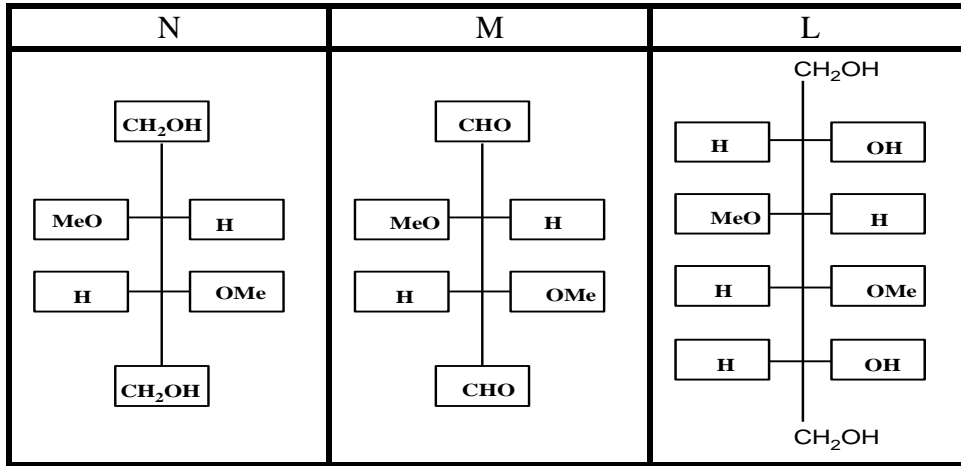 N M L
CH₂OH CHO CH₂OH
H OH
MeO H MeO H MeO H
H OMe H OMe H OMe
H OH
CH₂OH CHO
CH₂OH